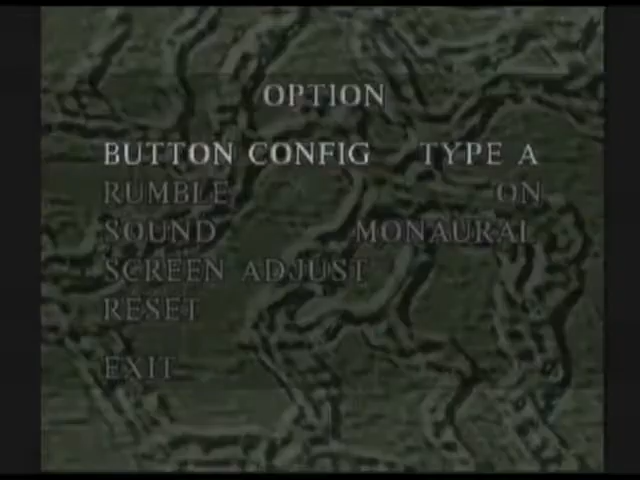 OPTION
BUTTON CONFIG TYPE A
RUMBLE ON
SOUND MONAURAL
SCREEN ADJUST
RESET
EXIT